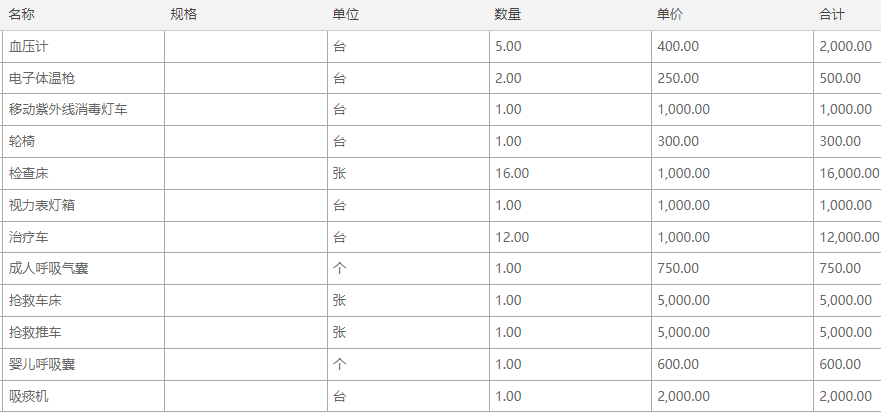 名称 规格 单位 数量 单价 合计
血压计 台 5.00 400.00 2,000.00
电子体温枪 台 2.00 250.00 500.00
移动紫外线消毒灯车 台 1.00 1,000.00 1,000.00
轮椅 台 1.00 300.00 300.00
检查床 张 16.00 1,000.00 16,000.00
视力表灯箱 台 1.00 1,000.00 1,000.00
治疗车 台 12.00 1,000.00 12,000.00
成人呼吸气囊 个 1.00 750.00 750.00
抢救车床 张 1.00 5,000.00 5,000.00
抢救推车 张 1.00 5,000.00 5,000.00
婴儿呼吸囊 个 1.00 600.00 600.00
吸痰机 台 1.00 2,000.00 2,000.00